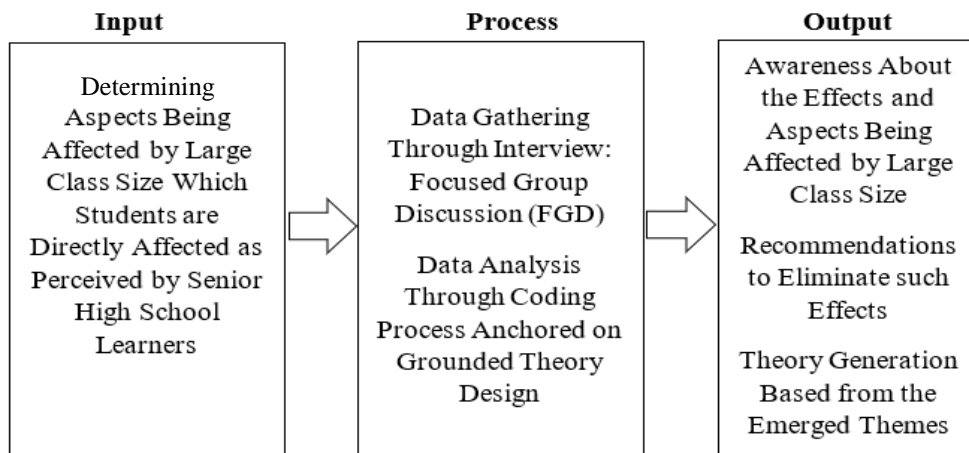 Input
Determining
Aspects Being
Affected by Large
Class Size Which
Students are
Directly Affected as
Perceived by Senior
High School
Learners
Process
Data Gathering
Through Interview:
Focused Group
Discussion (FGD)
Data Analysis
Through Coding
Process Anchored on
Grounded Theory
Design
Output
Awareness About
the Effects and
Aspects Being
Affected by Large
Class Size
Recommendations
to Eliminate such
Effects
Theory Generation
Based from the
Emerged Themes